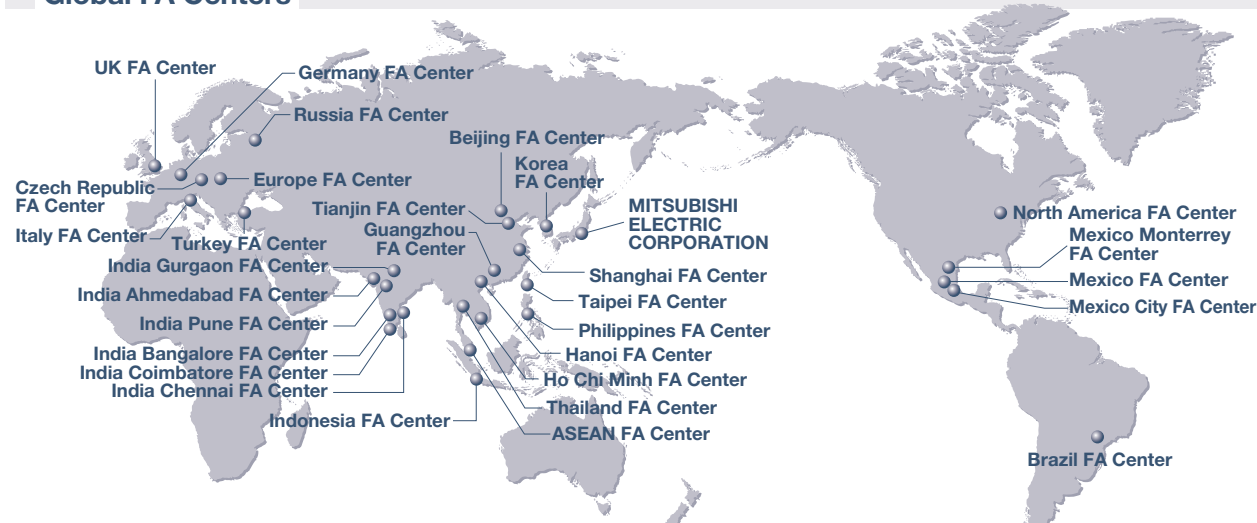 Global FA Centers
UK FA Center
Germany FA Center
Russia FA Center
Beijing FA Center
Korea
FA Center
Czech Republic
FA Center
Europe FA Center
Tianjin FA Center
MITSUBISHI
ELECTRIC
CORPORATION
North America FA Center
Italy FA Center
Turkey FA Center
Guangzhou
FA Center
Mexico Monterrey
FA Center
India Gurgaon FA Center
Shanghai FA Center
Mexico FA Center
India Ahmedabad FA Center
Taipei FA Center
Mexico City FA Center
India Pune FA Center
Philippines FA Center
India Bangalore FA Center
Hanoi FA Center
India Coimbatore FA Center
Ho Chi Minh FA Center
India Chennai FA Center
Thailand FA Center
Indonesia FA Center
ASEAN FA Center
Brazil FA Center